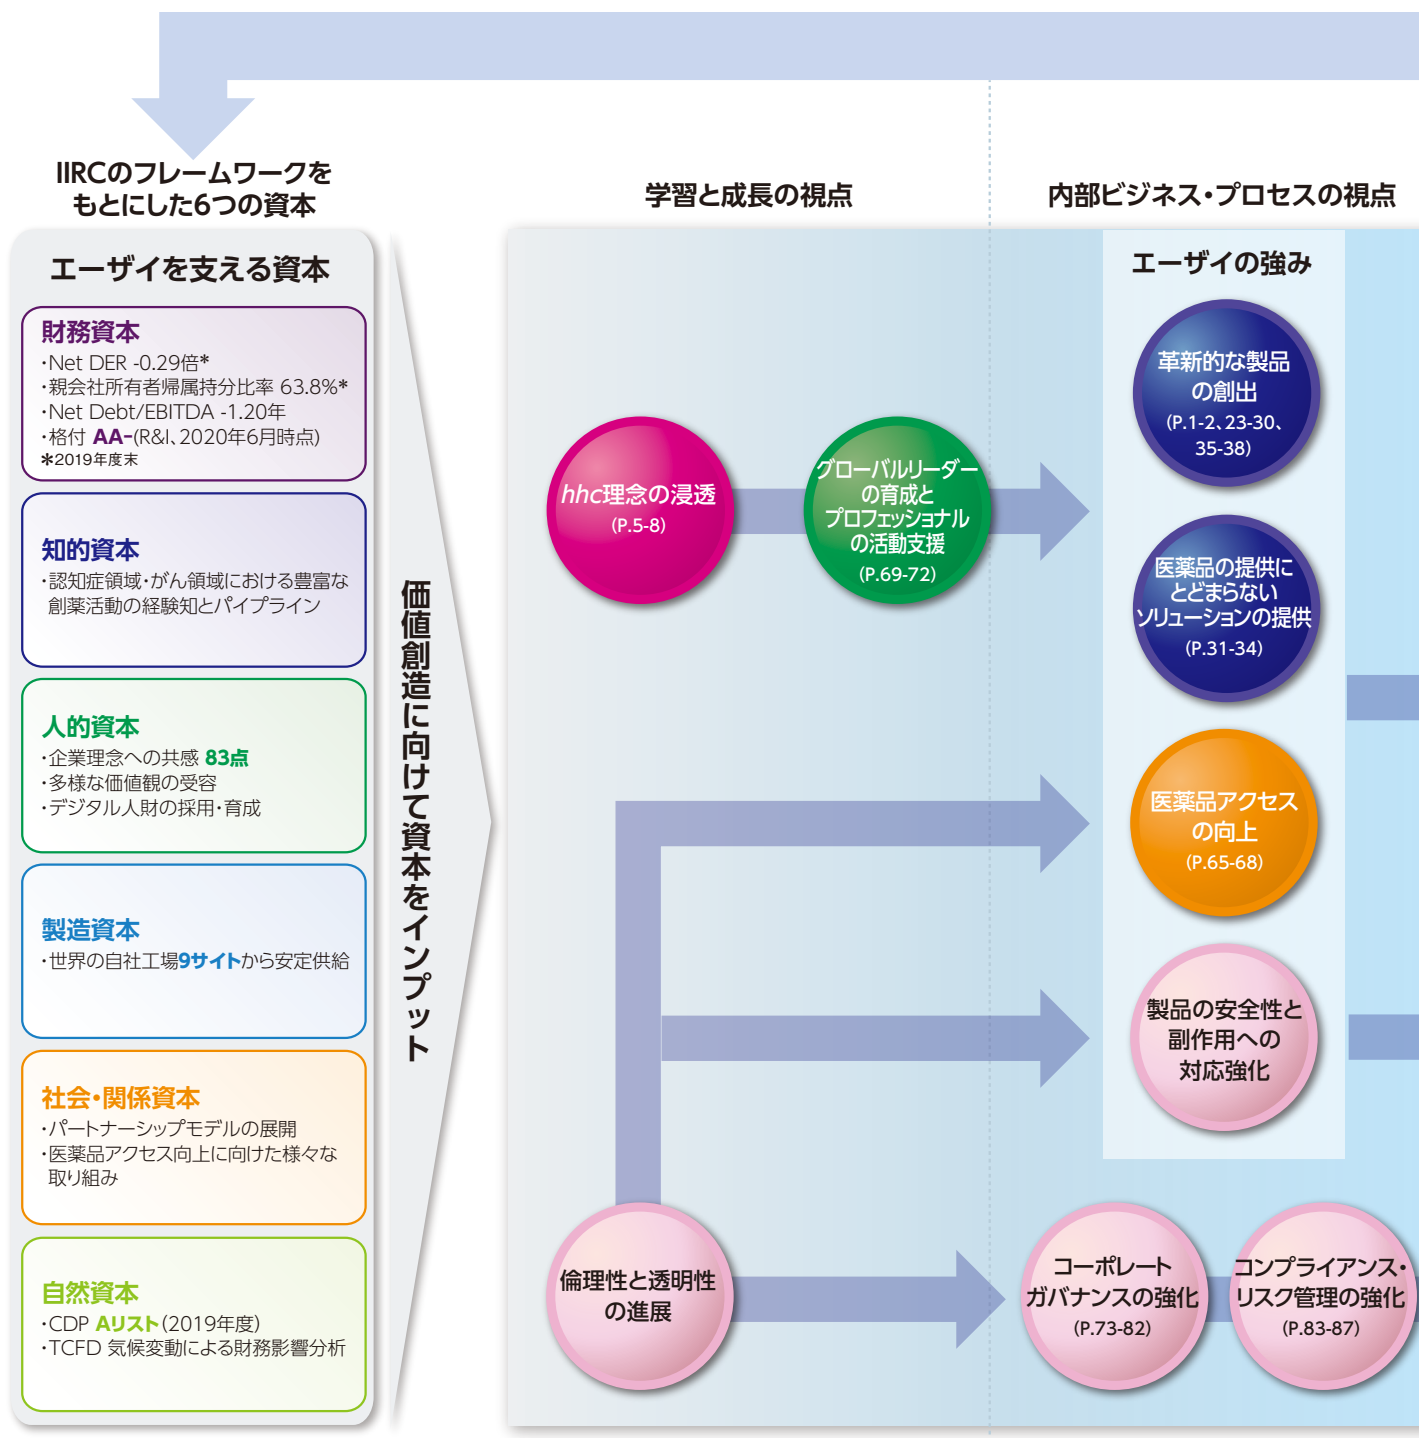 IIRCのフレームワークを
もとにした6つの資本
エーザイを支える資本
財務資本
・Net DER -0.29倍*
・親会社所有者帰属持分比率 63.8%*
・Net Debt/EBITDA -1.20年
・格付 AA-(R&I、2020年6月時点)
*2019年度末
知的資本
・認知症領域・がん領域における豊富な
創薬活動の経験知とパイプライン
人的資本
・企業理念への共感 83点
・多様な価値観の受容
・デジタル人財の採用・育成
製造資本
・世界の自社工場9サイトから安定供給
社会・関係資本
・パートナーシップモデルの展開
・医薬品アクセス向上に向けた様々な
取り組み
自然資本
・CDP Aリスト(2019年度)
・TCFD 気候変動による財務影響分析
価値創造に向けて資本をインプット
学習と成長の視点
hhc理念の浸透
(P.5-8)
グローバルリーダー
の育成と
プロフェッショナル
の活動支援
(P.69-72)
倫理性と透明性
の進展
内部ビジネス・プロセスの視点
エーザイの強み
革新的な製品
の創出
(P.1-2、23-30、
35-38)
医薬品の提供に
とどまらない
ソリューションの提供
(P.31-34)
医薬品アクセス
の向上
(P.65-68)
製品の安全性と
副作用への
対応強化
コーポレート
ガバナンスの強化
(P.73-82)
コンプライアンス・
リスク管理の強化
(P.83-87)